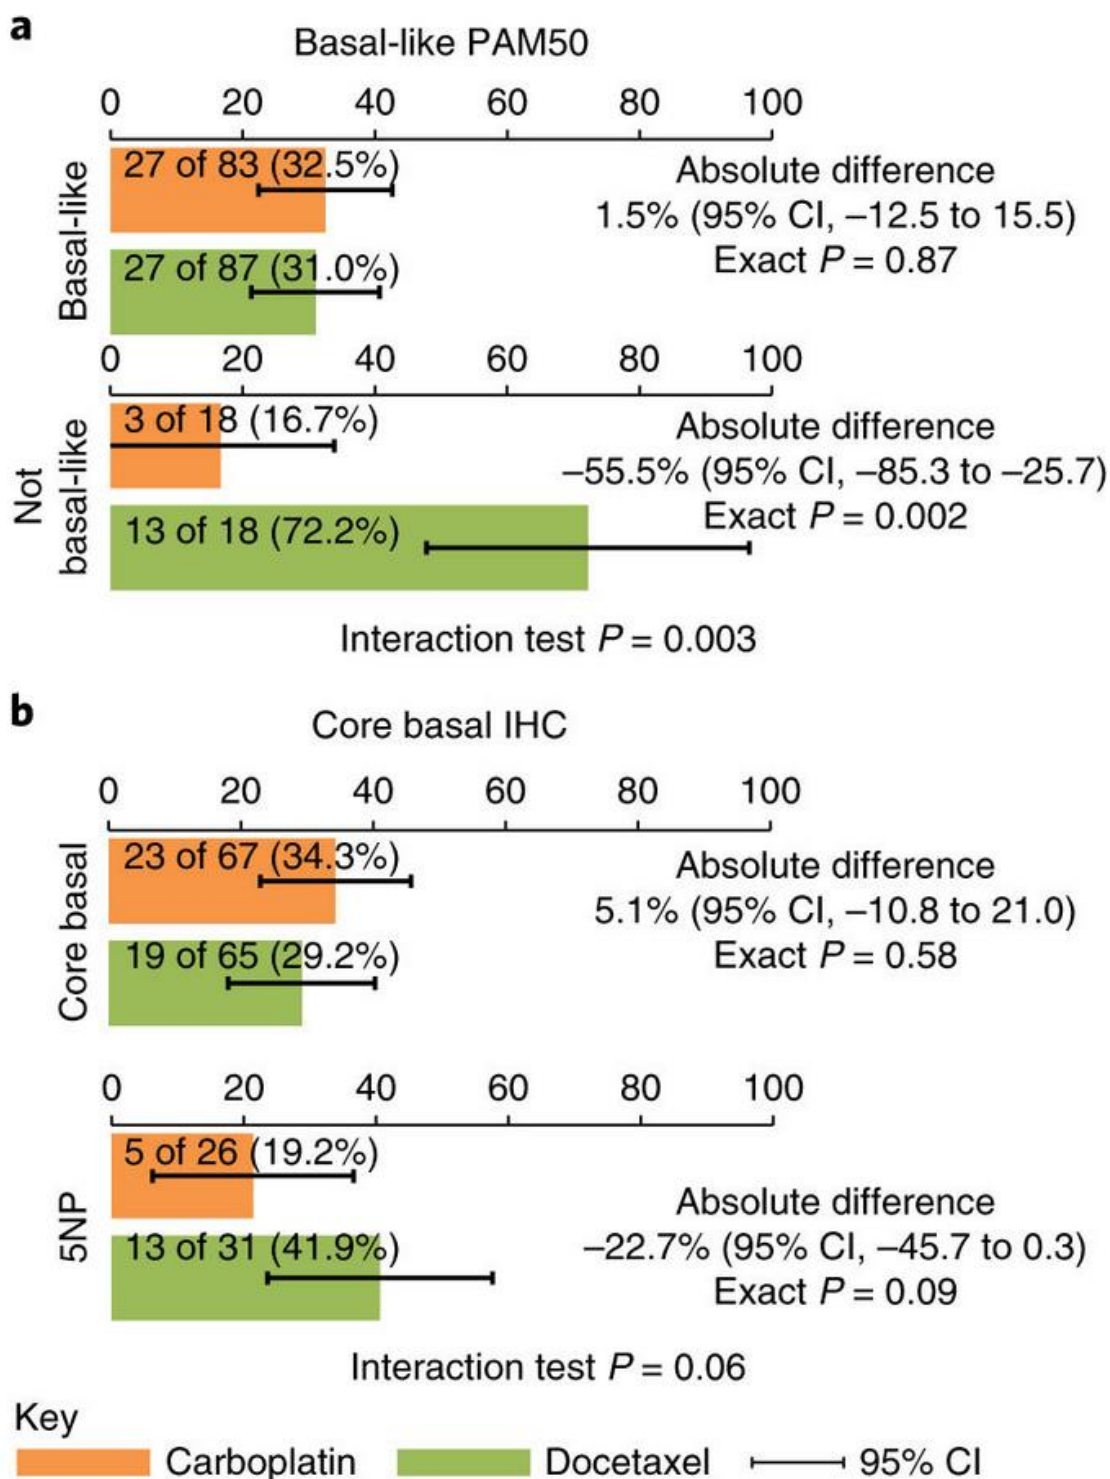 a
Basal-like PAM50
0 20 40 60 80 100
Basal-like
27 of 83 (32.5%)
27 of 87 (31.0%)
Absolute difference
1.5% (95% CI, –12.5 to 15.5)
Exact P = 0.87
0 20 40 60 80 100
Not
basal-like
3 of 18 (16.7%)
13 of 18 (72.2%)
Absolute difference
–55.5% (95% CI, –85.3 to –25.7)
Exact P = 0.002
Interaction test P = 0.003
b
Core basal IHC
0 20 40 60 80 100
Core basal
23 of 67 (34.3%)
19 of 65 (29.2%)
Absolute difference
5.1% (95% CI, –10.8 to 21.0)
Exact P = 0.58
0 20 40 60 80 100
5NP
5 of 26 (19.2%)
13 of 31 (41.9%)
Absolute difference
–22.7% (95% CI, –45.7 to 0.3)
Exact P = 0.09
Interaction test P = 0.06
Key
Carboplatin Docetaxel 95% CI